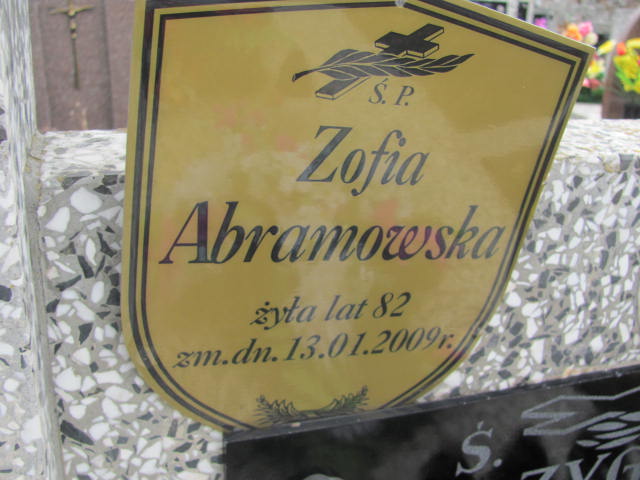 Ś. P.
Zofia
Abramowska
żyła lat 82
zm.dn.13.01.2009r.
Ś.